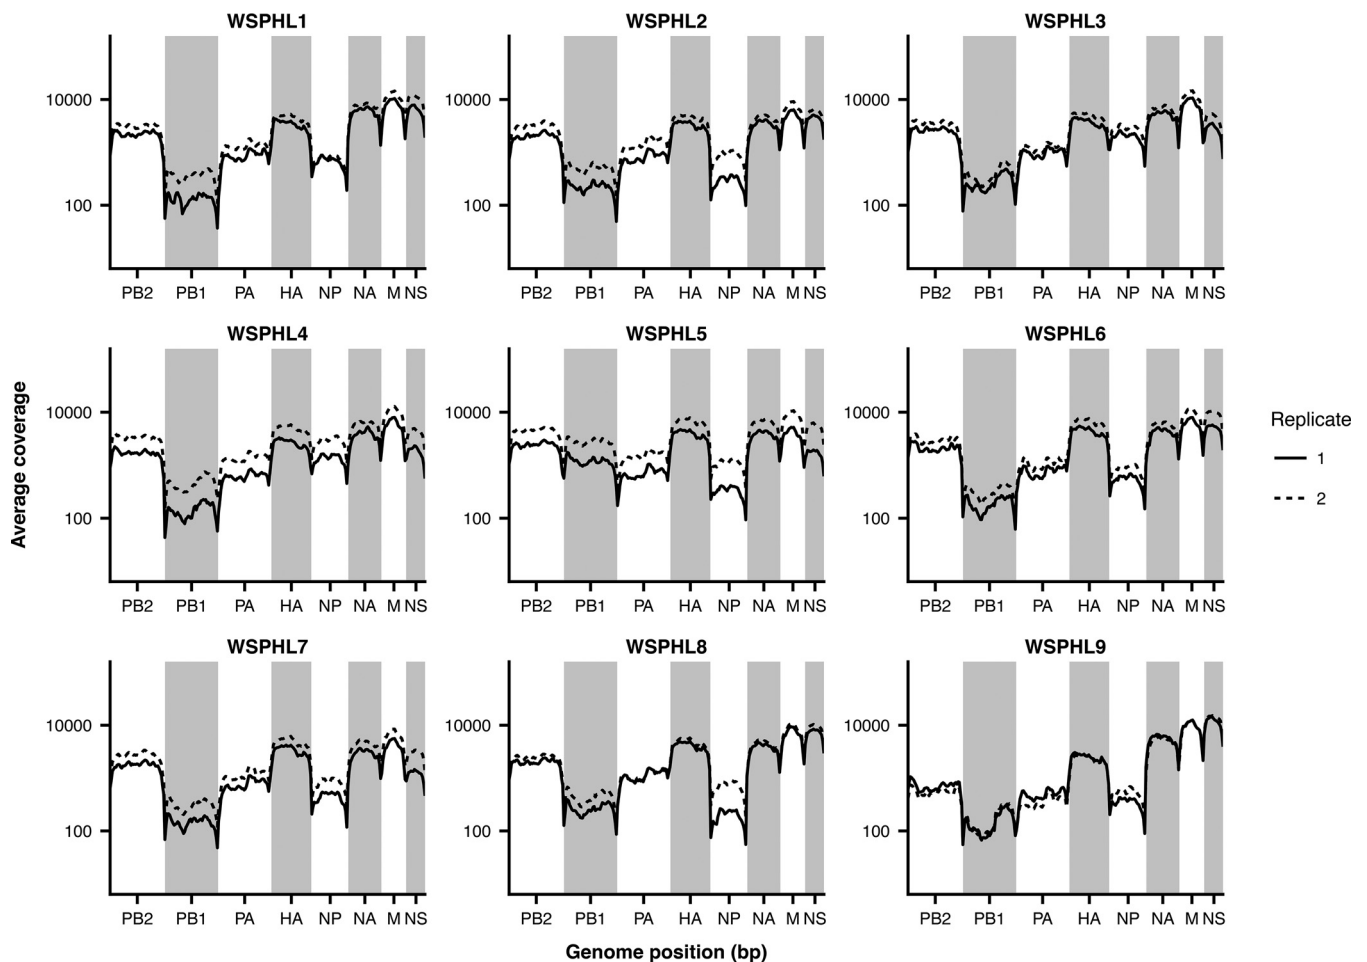 WSPHL1 WSPHL2 WSPHL3
10000 10000 10000
100 100 100
PB2 PB1 PA HA NP NA M NS PB2 PB1 PA HA NP NA M NS PB2 PB1 PA HA NP NA M NS
WSPHL4 WSPHL5 WSPHL6
Average coverage
10000 10000 10000
100 100 100
PB2 PB1 PA HA NP NA M NS PB2 PB1 PA HA NP NA M NS PB2 PB1 PA HA NP NA M NS
Replicate
1
2
WSPHL7 WSPHL8 WSPHL9
10000 10000 10000
100 100 100
PB2 PB1 PA HA NP NA M NS PB2 PB1 PA HA NP NA M NS PB2 PB1 PA HA NP NA M NS
Genome position (bp)